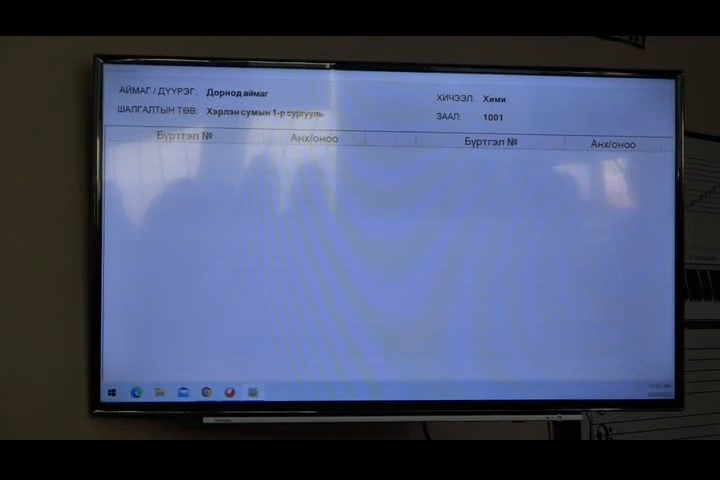 АЙМАГ / ДҮҮРЭГ: Дорнод аймаг
ХИЧЭЭЛ: Хими
ШАЛГАЛТЫН ТӨВ: Хэрлэн сумын 1-р сургууль
ЗААЛ: 1001
Бүртгэл № Анх/оноо Бүртгэл № Анх/оноо